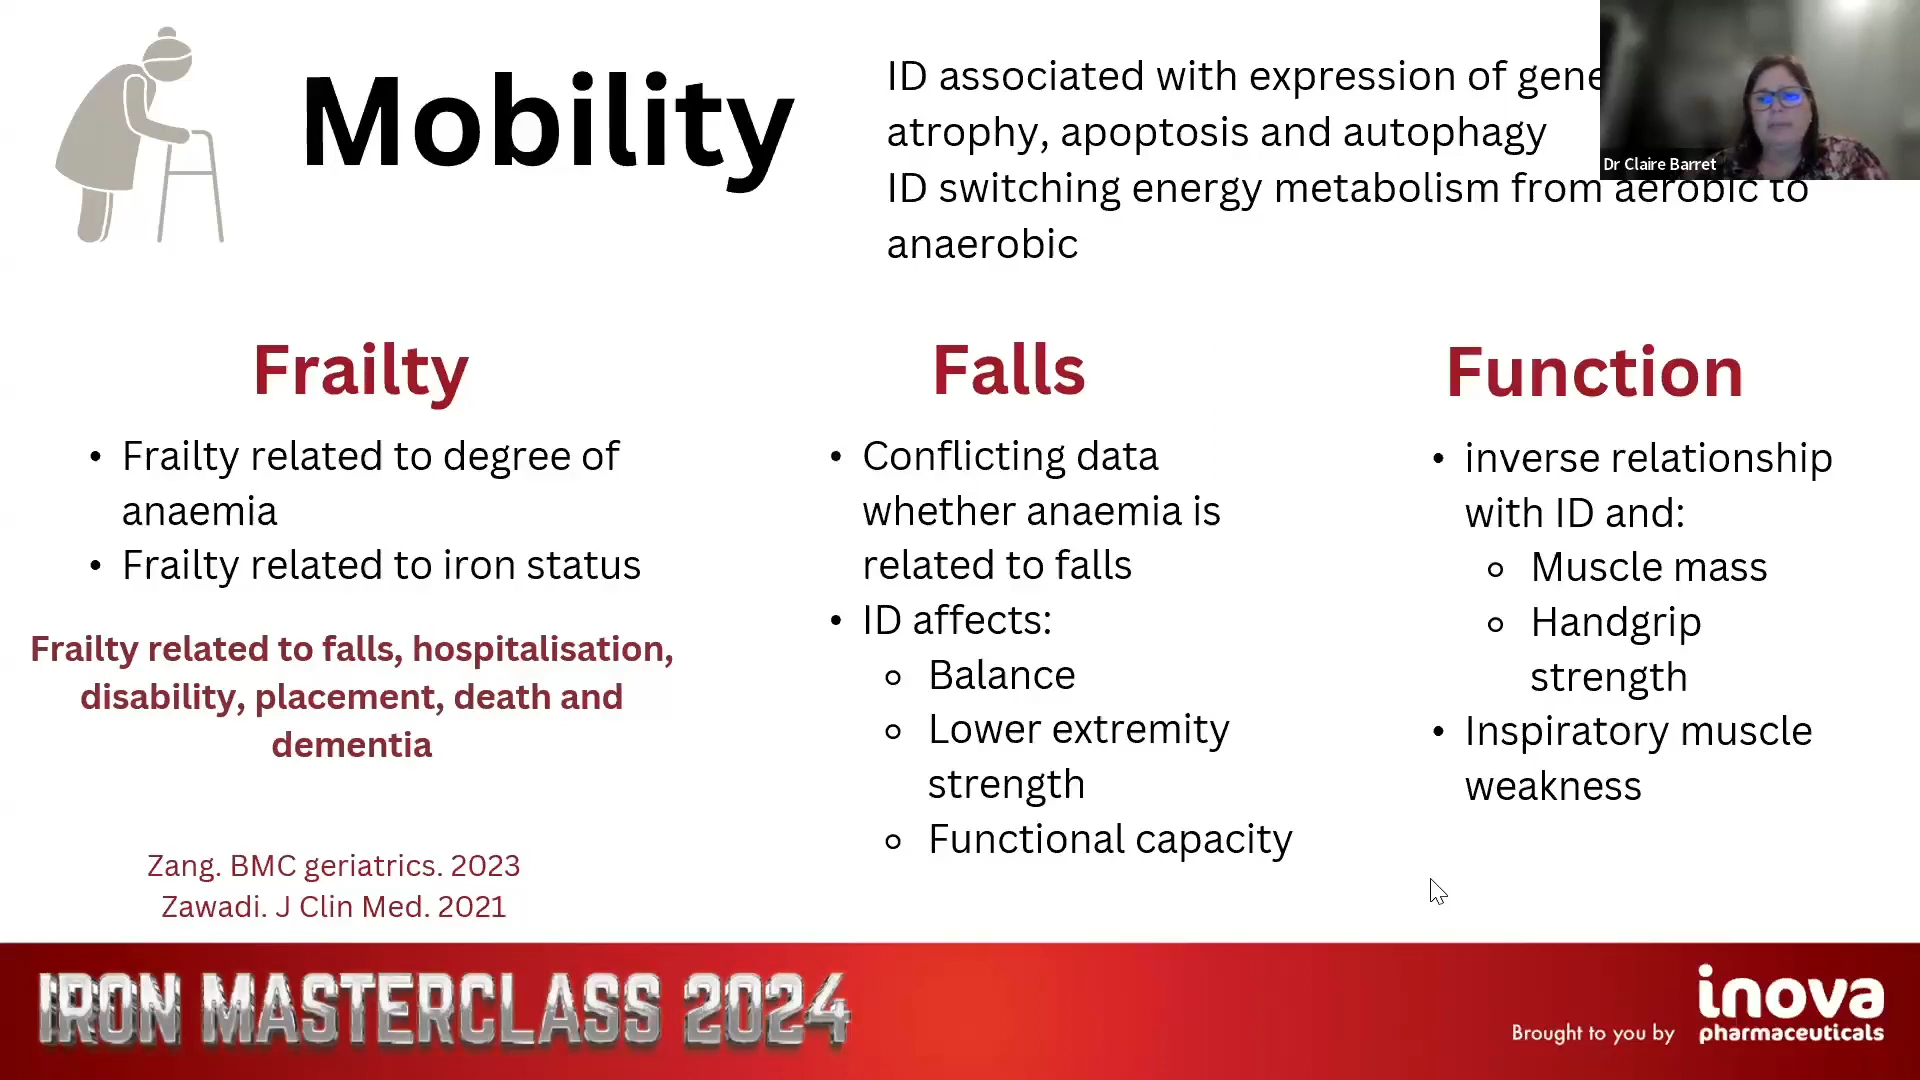 Mobility
ID associated with expression of gene
atrophy, apoptosis and autophagy
ID switching energy metabolism from aerobic to
anaerobic
Dr Claire Barret
Frailty
• Frailty related to degree of
anaemia
• Frailty related to iron status
Frailty related to falls, hospitalisation,
disability, placement, death and
dementia
Zang. BMC geriatrics. 2023
Zawadi. J Clin Med. 2021
Falls
• Conflicting data
whether anaemia is
related to falls
• ID affects:
Balance
Lower extremity
strength
Functional capacity
Function
• inverse relationship
with ID and:
Muscle mass
Handgrip
strength
• Inspiratory muscle
weakness
IRON MASTERCLASS 2024
Brought to you by
inova
pharmaceuticals